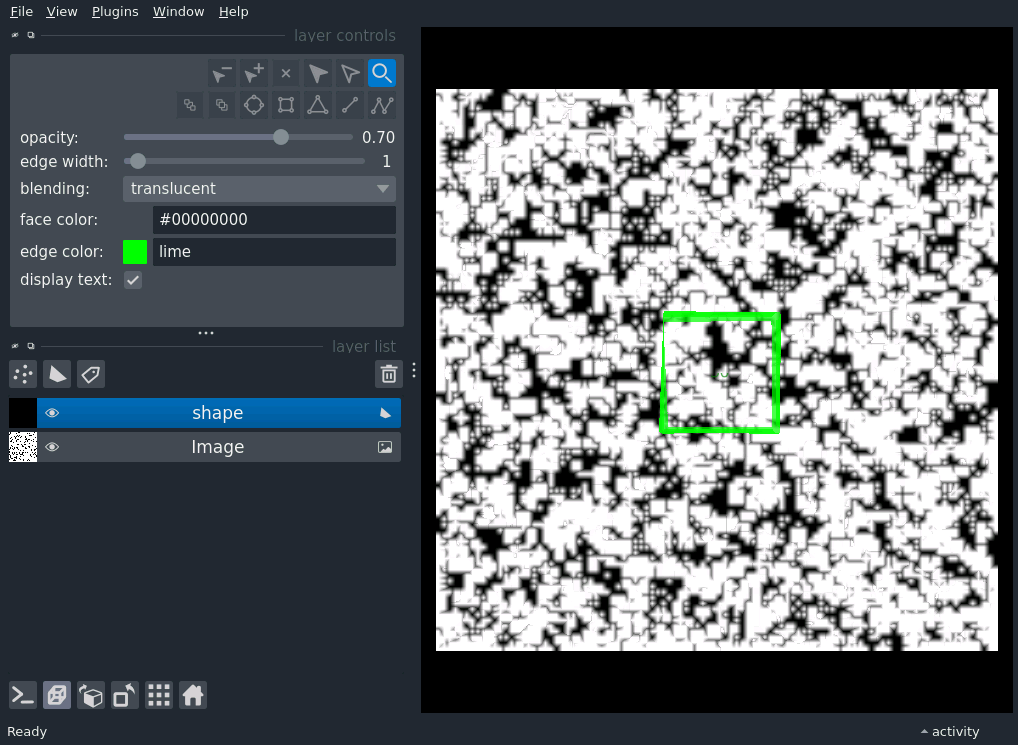 File View Plugins Window Help
layer controls
opacity: 0.70
edge width: 1
blending: translucent
face color: #00000000
edge color: lime
display text:
layer list
shape
Image
Ready
activity